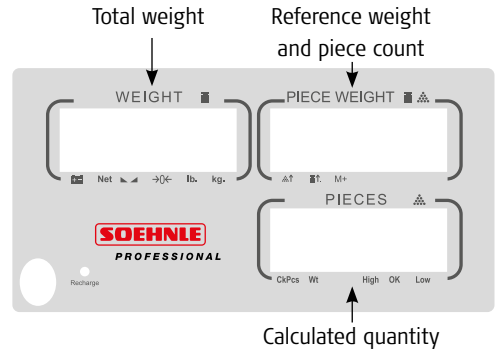 Total weight
Reference weight
and piece count
WEIGHT
PIECE WEIGHT
Net →0← lb. kg.
M+
PIECES
SOEHNLE
PROFESSIONAL
Recharge
CkPcs Wt High OK Low
Calculated quantity